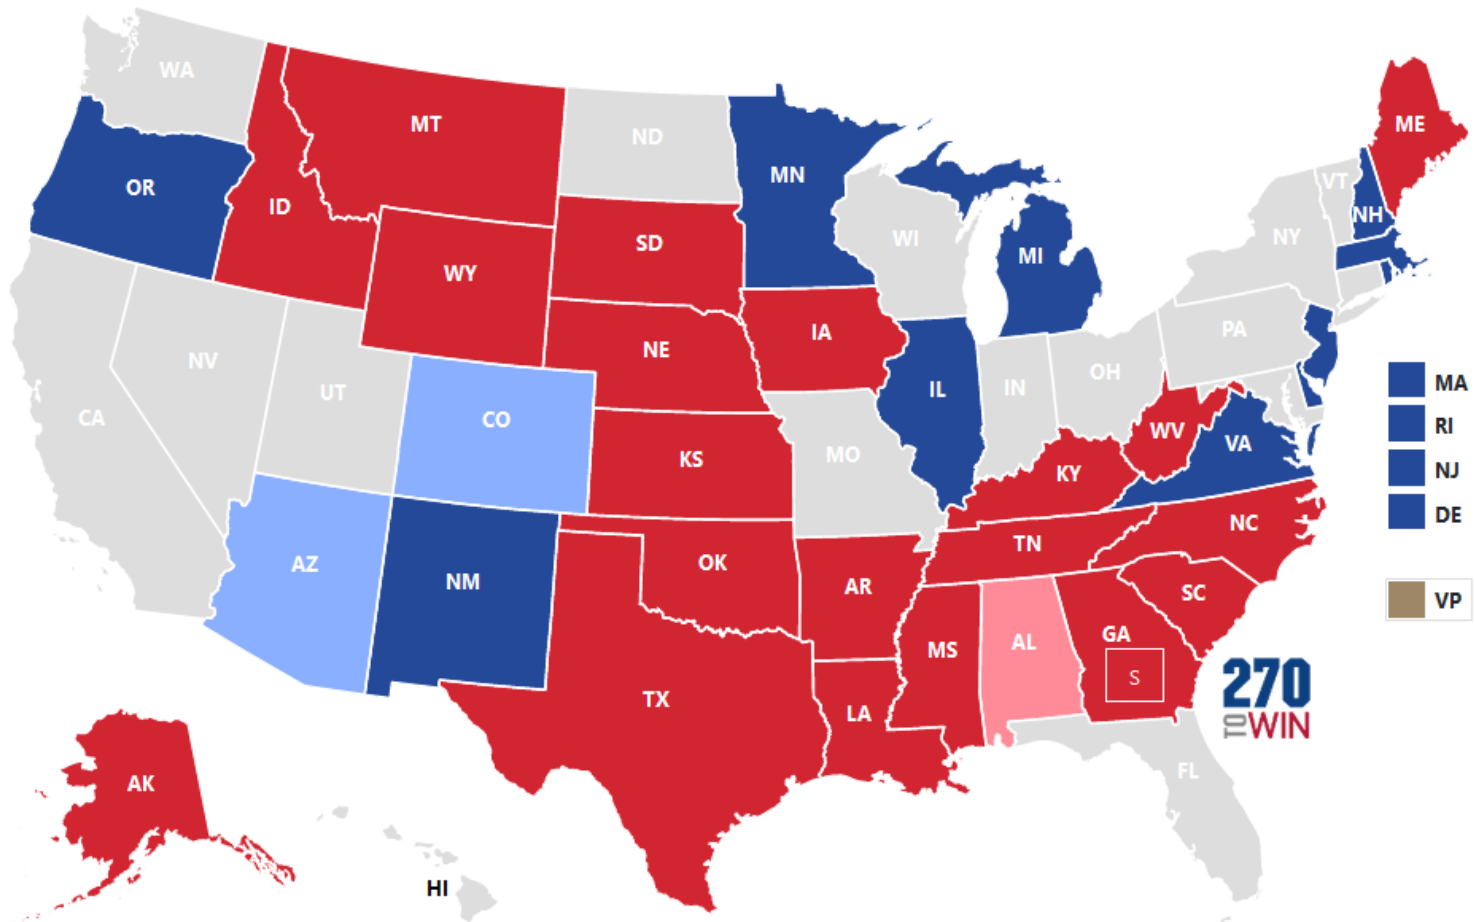 WA
MT
ND
MN
ME
OR
ID
VT
NH
SD
WI
NY
MI
WY
IA
PA
NE
NV
UT
OH
IN
IL
CA
CO
MA
RI
NJ
DE
VP
KS
MO
WV
VA
KY
NC
AZ
NM
OK
TN
AR
SC
MS
AL
GA
S
TX
LA
270
TO
WIN
FL
AK
HI